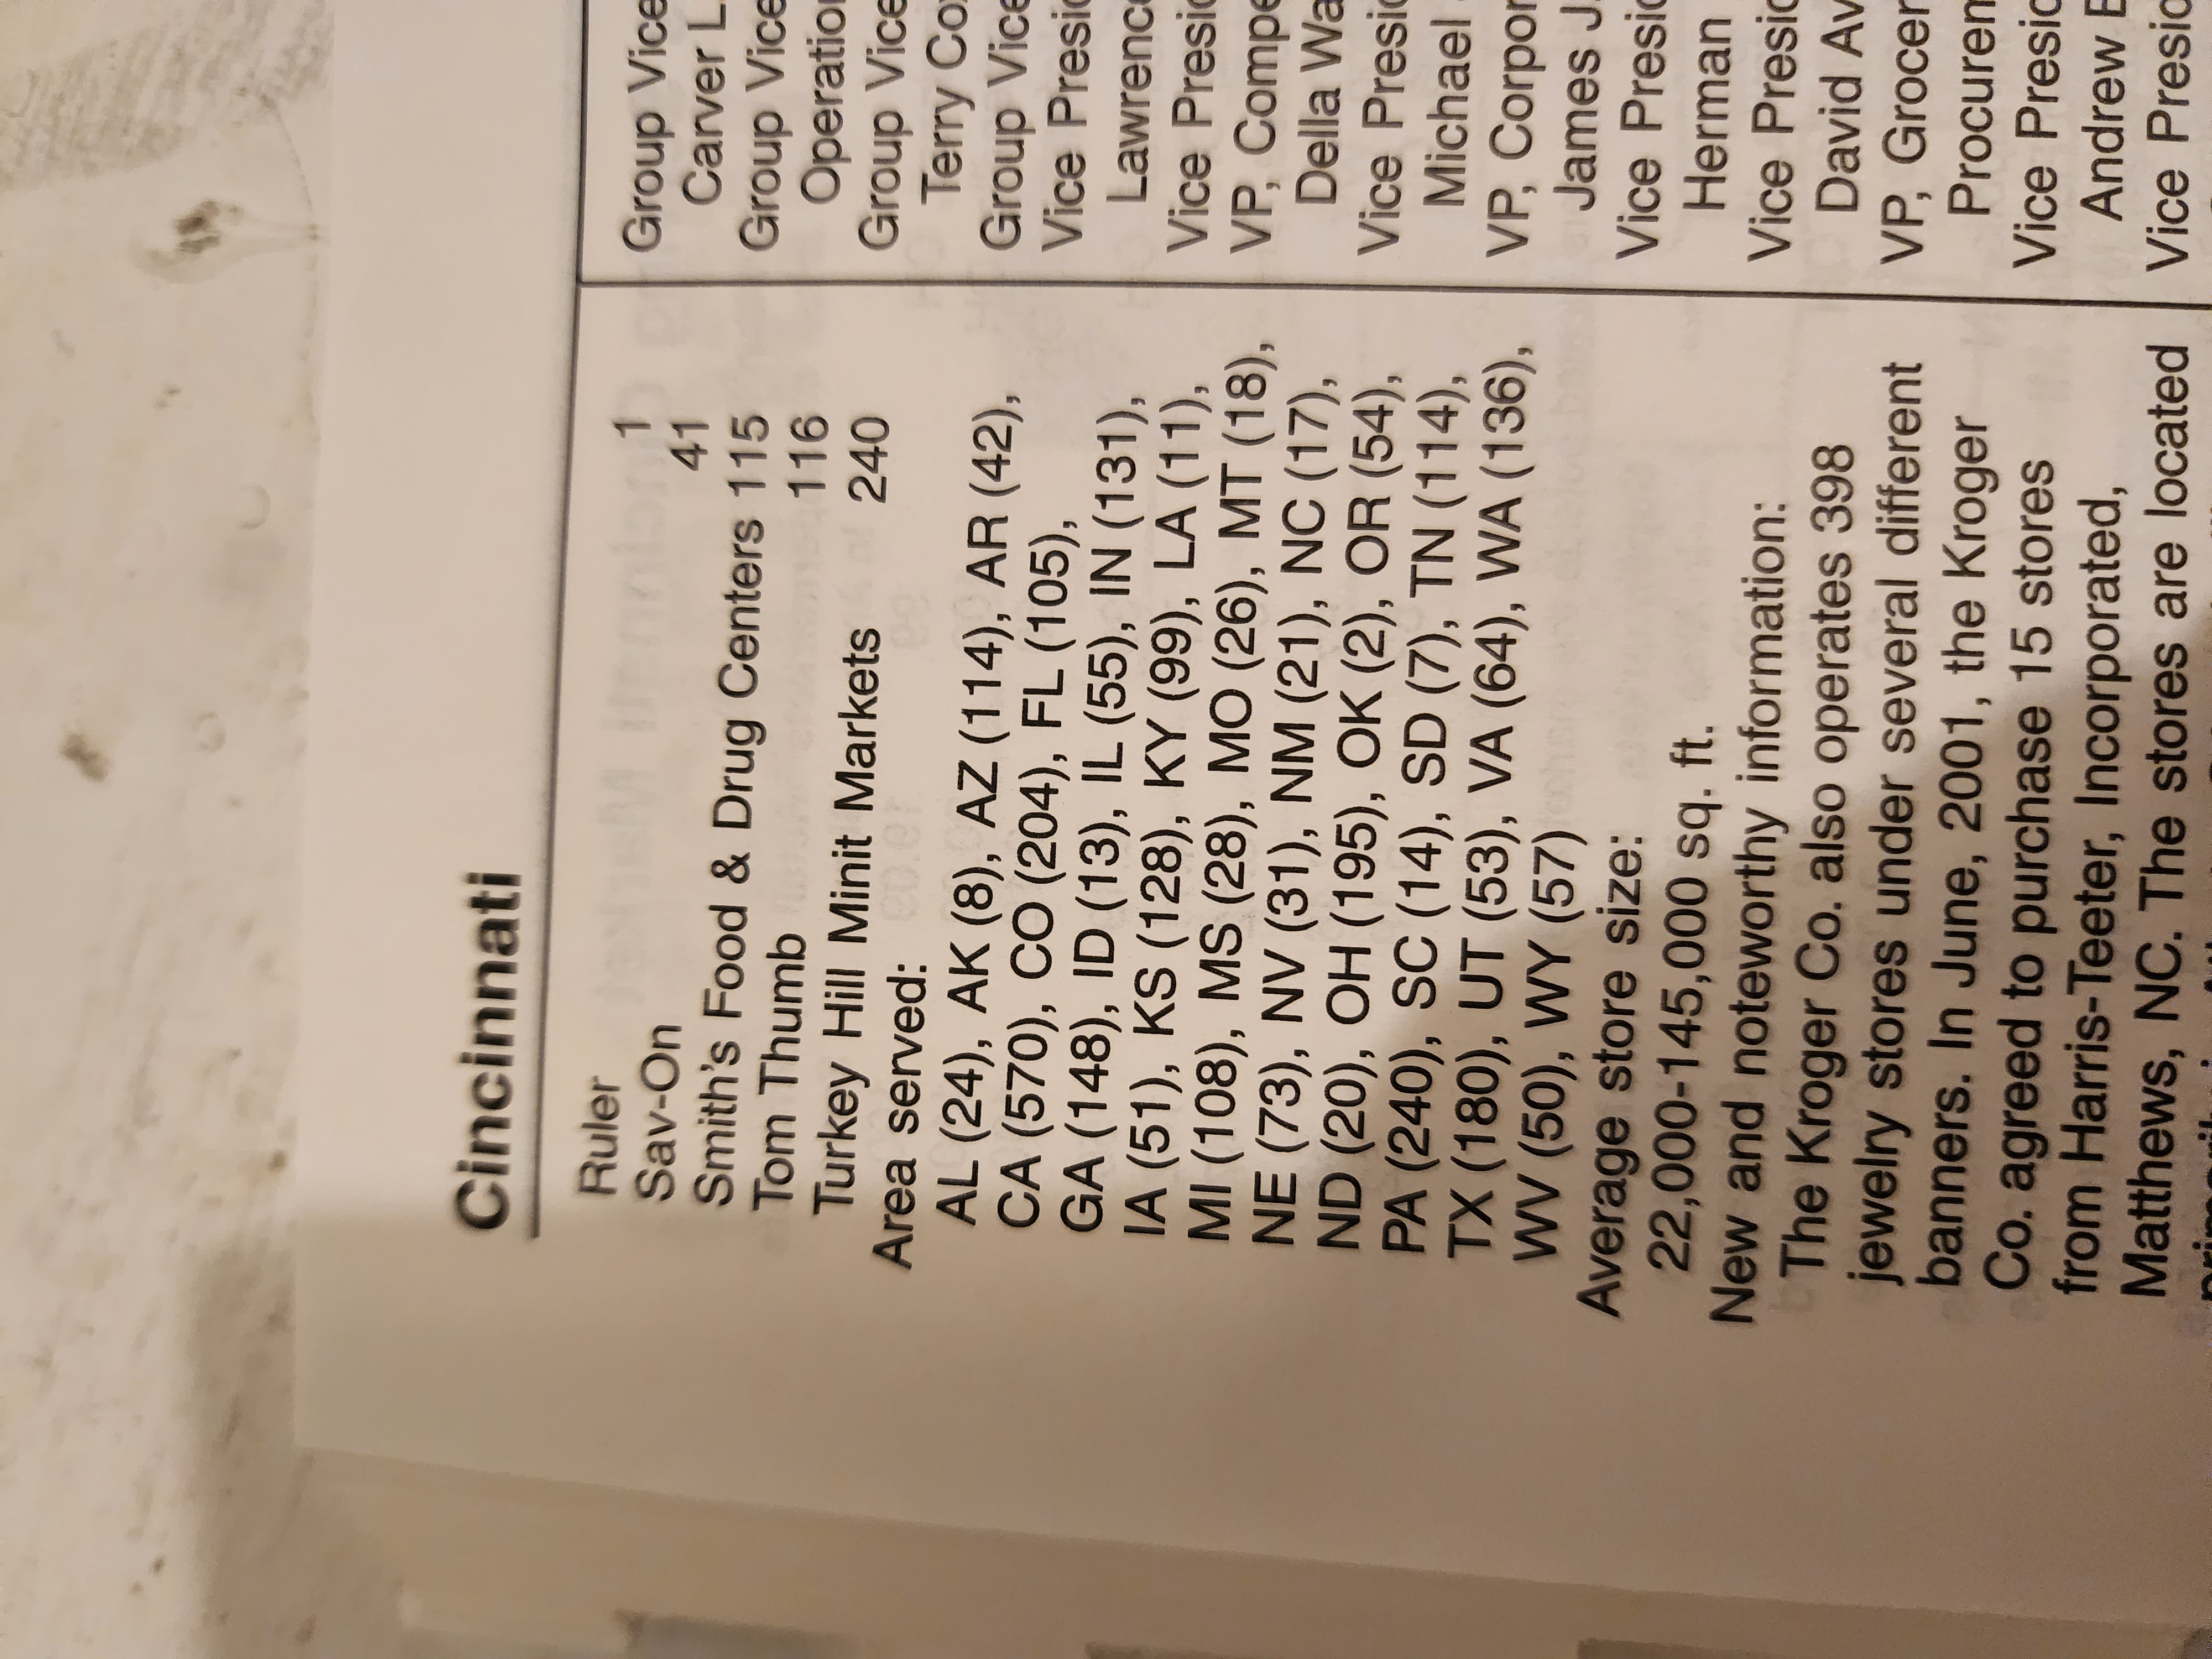 Cincinnati
Ruler 1
Sav-On 41
Smith's Food & Drug Centers 115
Tom Thumb 116
Turkey Hill Minit Markets 240
Area served:
AL (24), AK (8), AZ (114), AR (42),
CA (570), CO (204), FL (105),
GA (148), ID (13), IL (55), IN (131),
IA (51), KS (128), KY (99), LA (11),
MI (108), MS (28), MO (26), MT (18),
NE (73), NV (31), NM (21), NC (17),
ND (20), OH (195), OK (2), OR (54),
PA (240), SC (14), SD (7), TN (114),
TX (180), UT (53), VA (64), WA (136),
WV (50), WY (57)
Average store size:
22,000-145,000 sq. ft.
New and noteworthy information:
The Kroger Co. also operates 398
jewelry stores under several different
banners. In June, 2001, the Kroger
Co. agreed to purchase 15 stores
from Harris-Teeter, Incorporated,
Matthews, NC. The stores are located
Group Vice
Carver L
Group Vice
Operation
Group Vice
Terry Co
Group Vice
Vice Presi
Lawrenc
Vice Presi
VP, Compe
Della Wa
Vice Presi
Michael
VP, Corpor
James J
Vice Presi
Herman
Vice Presi
David Av
VP, Grocer
Procurem
Vice Presi
Andrew E
Vice Presi